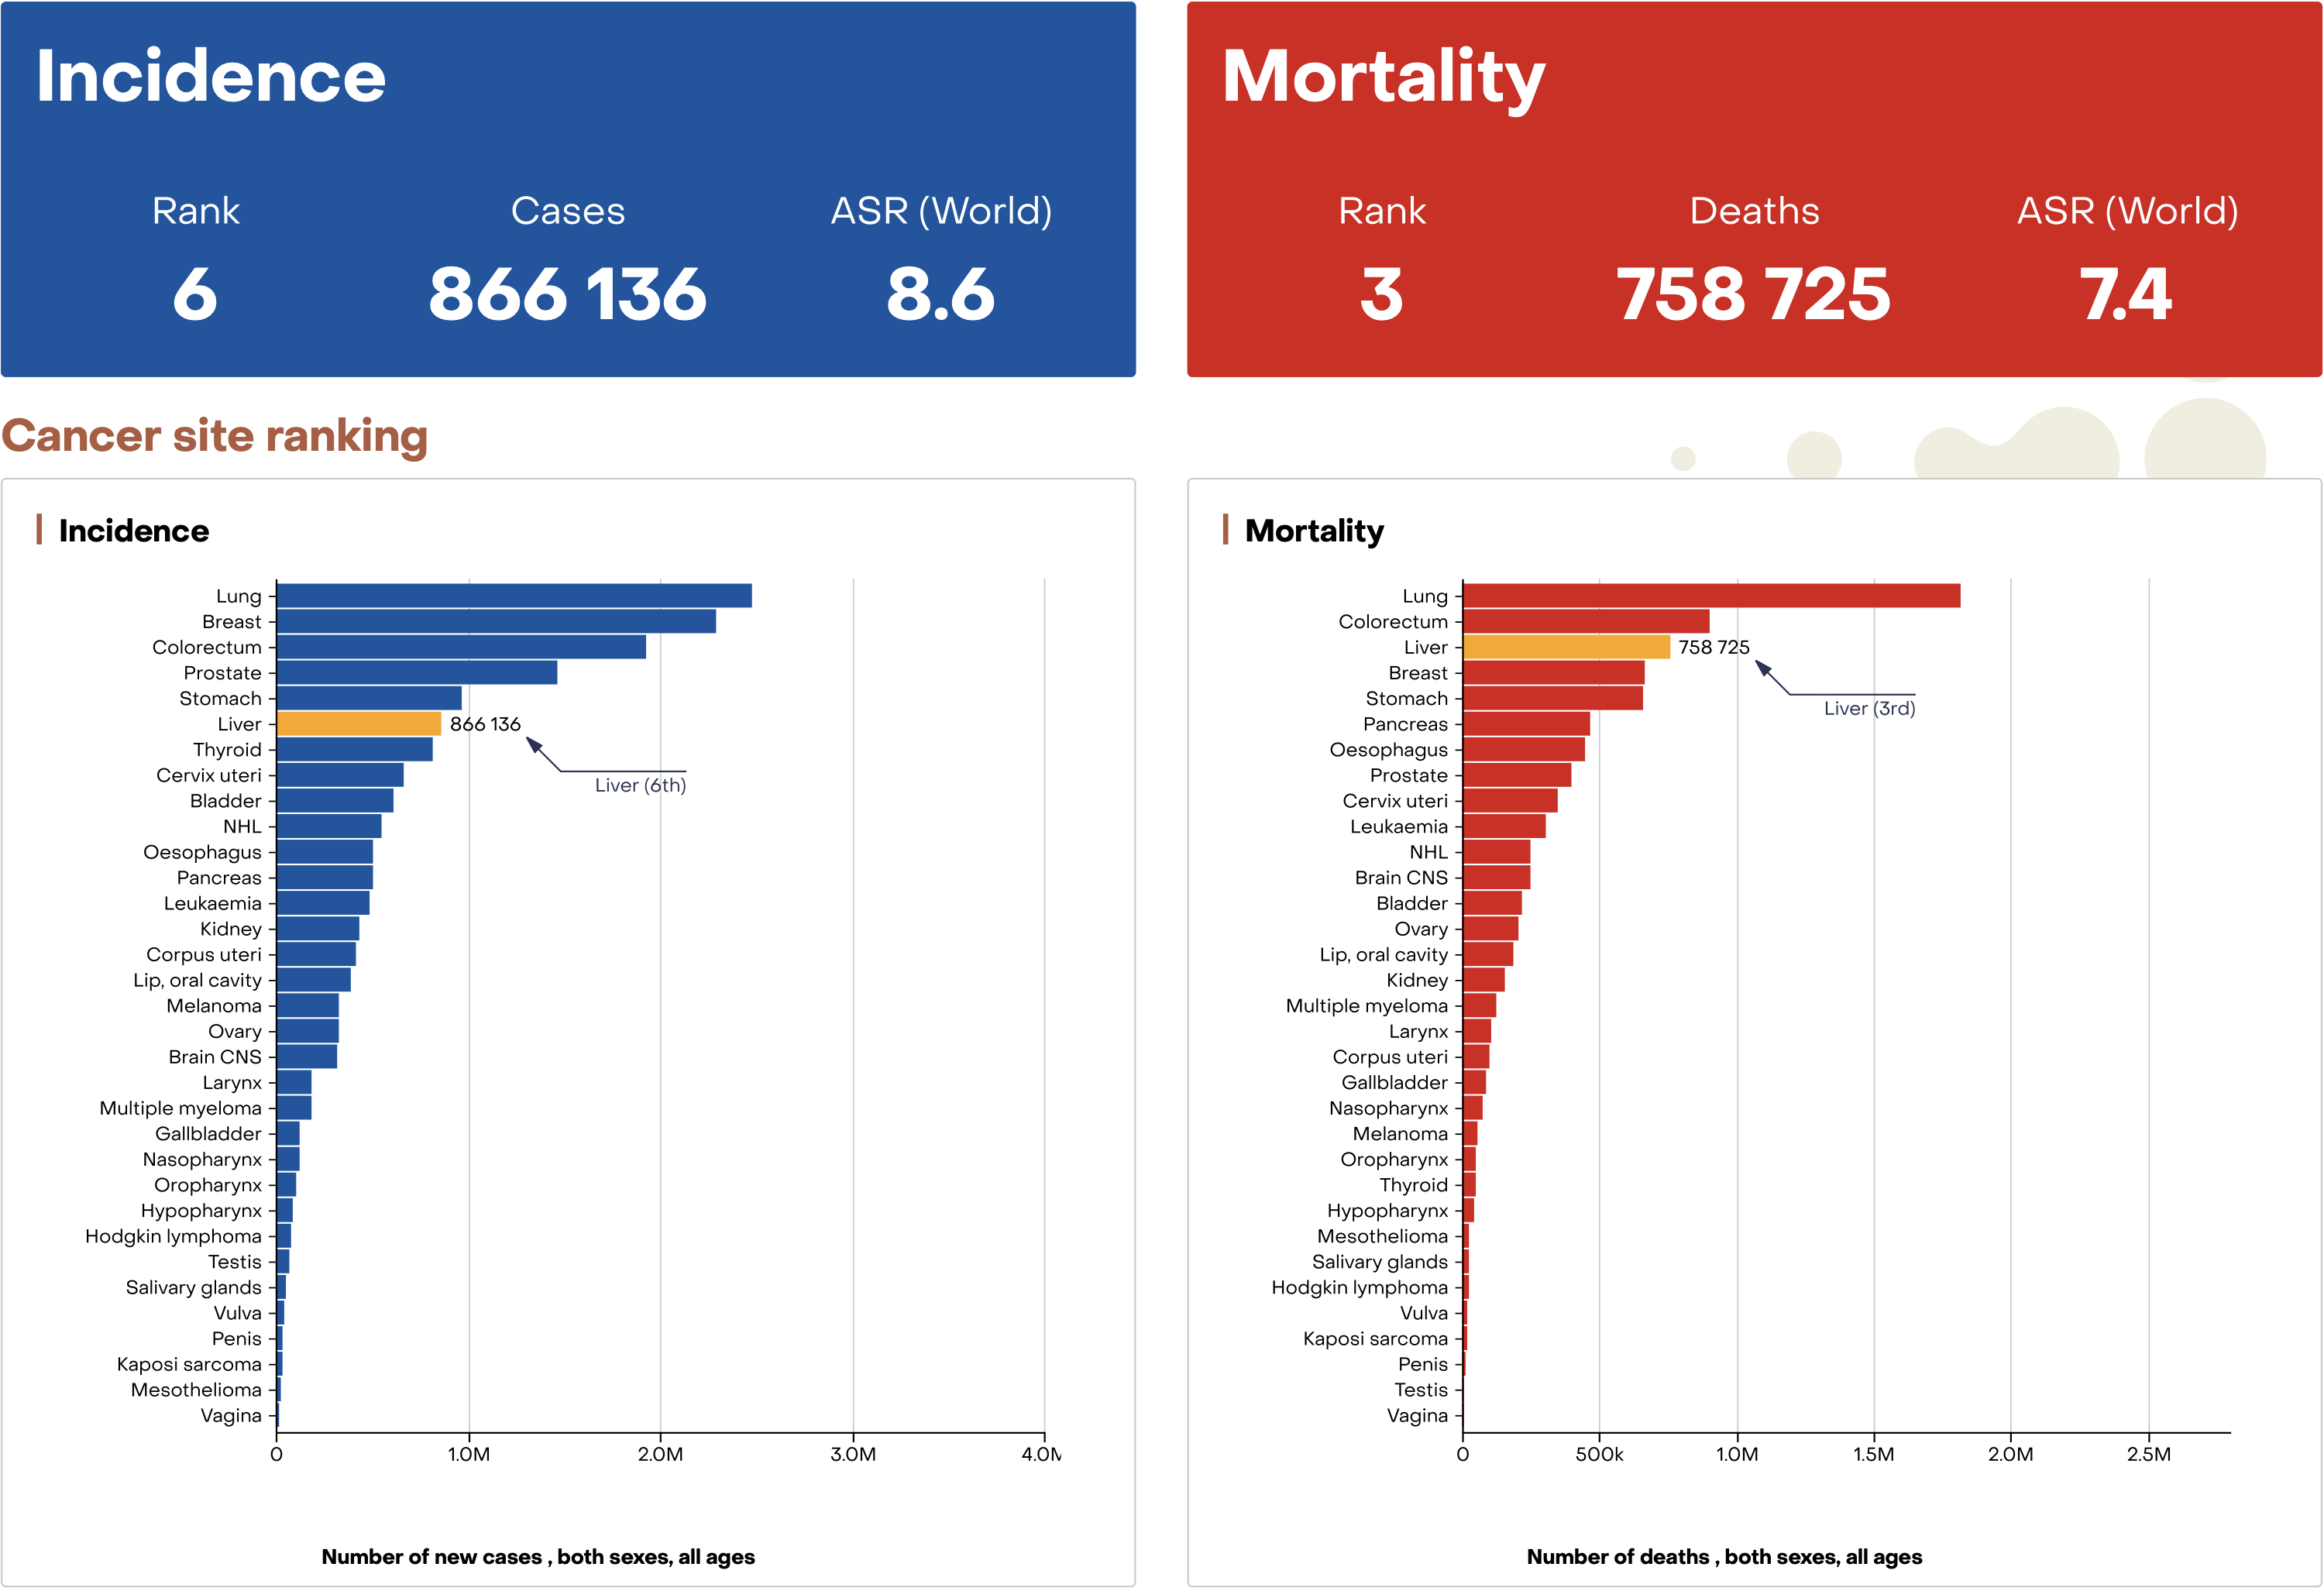 Incidence
Rank
Cases
ASR (World)
6
866 136
8.6
Mortality
Rank
Deaths
ASR (World)
3
758 725
7.4
Cancer site ranking
Incidence
Lung
Breast
Colorectum
Prostate
Stomach
Liver
866 136
Thyroid
Liver (6th)
Cervix uteri
Bladder
NHL
Oesophagus
Pancreas
Leukaemia
Kidney
Corpus uteri
Lip, oral cavity
Melanoma
Ovary
Brain CNS
Larynx
Multiple myeloma
Gallbladder
Nasopharynx
Oropharynx
Hypopharynx
Hodgkin lymphoma
Testis
Salivary glands
Vulva
Penis
Kaposi sarcoma
Mesothelioma
Vagina
0
1.0M
2.0M
3.0M
4.0M
Number of new cases , both sexes, all ages
Mortality
Lung
Colorectum
Liver
758 725
Breast
Stomach
Liver (3rd)
Pancreas
Oesophagus
Prostate
Cervix uteri
Leukaemia
NHL
Brain CNS
Bladder
Ovary
Lip, oral cavity
Kidney
Multiple myeloma
Larynx
Corpus uteri
Gallbladder
Nasopharynx
Melanoma
Oropharynx
Thyroid
Hypopharynx
Mesothelioma
Salivary glands
Hodgkin lymphoma
Vulva
Kaposi sarcoma
Penis
Testis
Vagina
0
500k
1.0M
1.5M
2.0M
2.5M
Number of deaths , both sexes, all ages